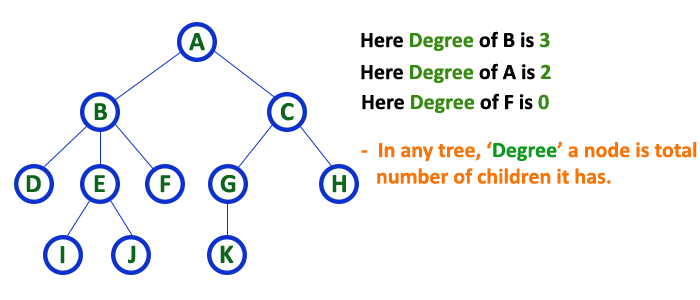 A
Here Degree of B is 3
Here Degree of A is 2
Here Degree of F is 0
B
C
- In any tree, ‘Degree’ a node is total
number of children it has.
D E F G H
I J K